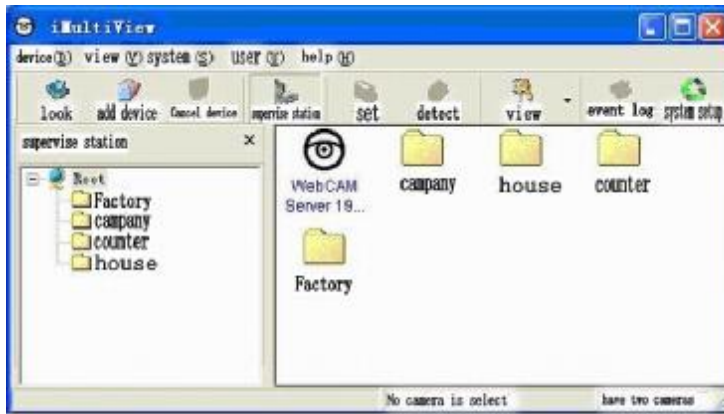 iMultiView
device(D) view (V) system (S) USER (U) help (H)
look add device Cancel device supervise station set detect view event log system setup
supervise station ×
Root
Factory
campany
counter
house
WebCAM
Server 19...
campany
house
counter
Factory
No camera is select
have two cameras